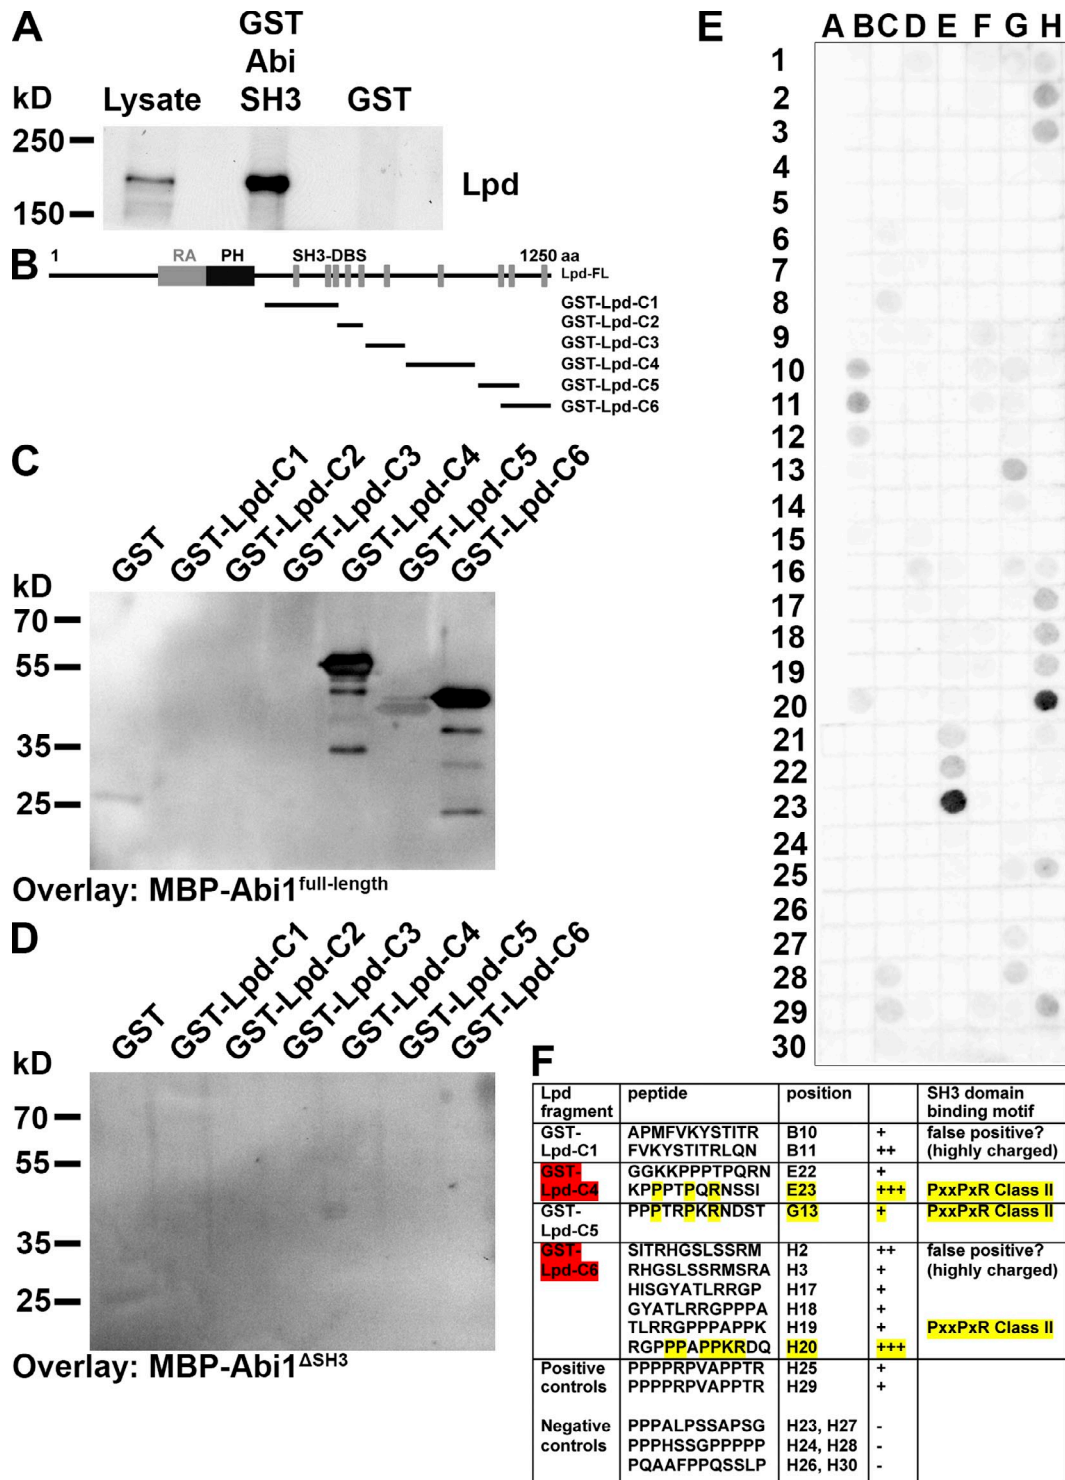 A
GST
Abi
SH3
kD
Lysate
GST
250
150
Lpd
B
1
RA
PH
SH3-DBS
1250 aa
Lpd-FL
GST-Lpd-C1
GST-Lpd-C2
GST-Lpd-C3
GST-Lpd-C4
GST-Lpd-C5
GST-Lpd-C6
C
GST
GST-Lpd-C1
GST-Lpd-C2
GST-Lpd-C3
GST-Lpd-C4
GST-Lpd-C5
GST-Lpd-C6
kD
70
55
35
25
Overlay: MBP-Abi1full-length
D
GST
GST-Lpd-C1
GST-Lpd-C2
GST-Lpd-C3
GST-Lpd-C4
GST-Lpd-C5
GST-Lpd-C6
kD
70
55
35
25
Overlay: MBP-Abi1ΔSH3
E
A B C D E F G H
1
2
3
4
5
6
7
8
9
10
11
12
13
14
15
16
17
18
19
20
21
22
23
24
25
26
27
28
29
30
F
Lpd fragment peptide position SH3 domain binding motif
GST-Lpd-C1 APMFVKYSTITR B10 + false positive?
FVKYSTITRLQN B11 ++ (highly charged)
GST-Lpd-C4 GGKKPPPTPQRN E22 +
KPPPTPQRNSSI E23 +++ PxxPxR Class II
GST-Lpd-C5 PPPTRPKRNDST G13 + PxxPxR Class II
GST-Lpd-C6 SITRHGSLSSRM H2 ++ false positive?
RHGSLSSRMSRA H3 + (highly charged)
HISGYATLRRGP H17 +
GYATLRRGPPPA H18 +
TLRRGPPPAPPK H19 + PxxPxR Class II
RGPPPAPPKRDQ H20 +++
Positive controls PPPPRPVAPPTR H25 +
PPPPRPVAPPTR H29 +
Negative controls PPPALPSSAPSG H23, H27 -
PPPHSSGPPPPP H24, H28 -
PQAAFPPQSSLP H26, H30 -